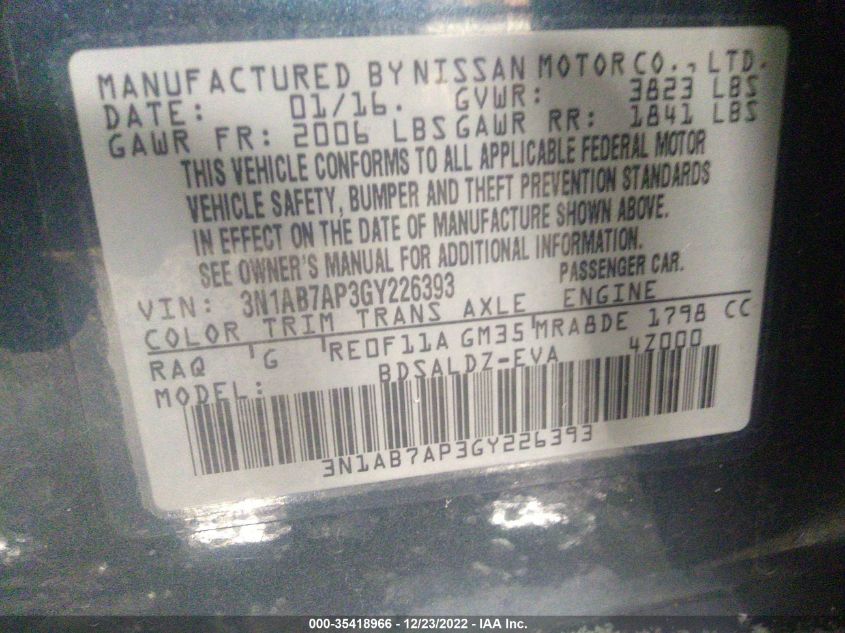 MANUFACTURED BY NISSAN MOTOR CO., LTD.
DATE: 01/16. GVWR: 3823 LBS
GAWR FR: 2006 LBS GAWR RR: 1841 LBS
THIS VEHICLE CONFORMS TO ALL APPLICABLE FEDERAL MOTOR
VEHICLE SAFETY, BUMPER AND THEFT PREVENTION STANDARDS
IN EFFECT ON THE DATE OF MANUFACTURE SHOWN ABOVE.
SEE OWNER'S MANUAL FOR ADDITIONAL INFORMATION.
VIN: 3N1AB7AP3GY226393 PASSENGER CAR.
COLOR TRIM TRANS AXLE ENGINE
RAQ G RE0F11A GM35 MRA8DE 1798 CC
MODEL: BDSALDZ-EVA 4Z000
3N1AB7AP3GY226393
000-35418966 - 12/23/2022 - IAA Inc.